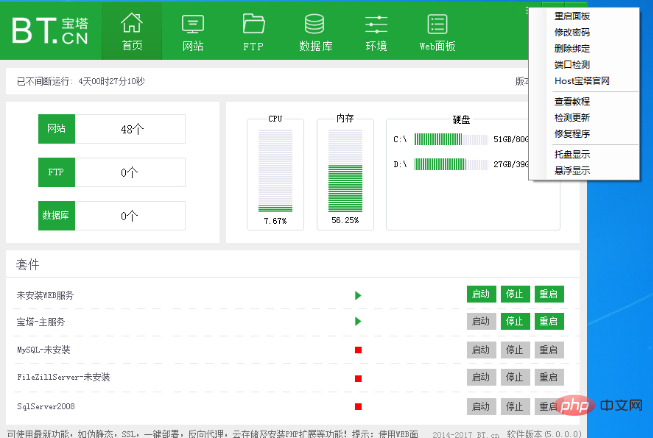 BT.宝塔.CN
首页 网站 FTP 数据库 环境 Web面板
重启面板
修改密码
删除绑定
端口检测
Host宝塔官网
查看教程
检测更新
修复程序
托盘显示
悬浮显示
已不间断运行: 4天00时27分10秒
网站 48个
FTP 0个
数据库 0个
CPU
7.67%
内存
56.25%
硬盘
C:\ 51GB/80G
D:\ 27GB/39G
套件
未安装WEB服务 启动 停止 重启
宝塔-主服务 启动 停止 重启
MySQL-未安装 启动 停止 重启
FileZillServer-未安装 启动 停止 重启
SqlServer2008 启动 停止 重启
php 中文网
可使用最新功能，如伪静态，SSL，一键部署，反向代理，云存储及安装PHP扩展等功能！提示：使用WEB面
2014-2017 BT.cn 软件版本(5.0.0.0)